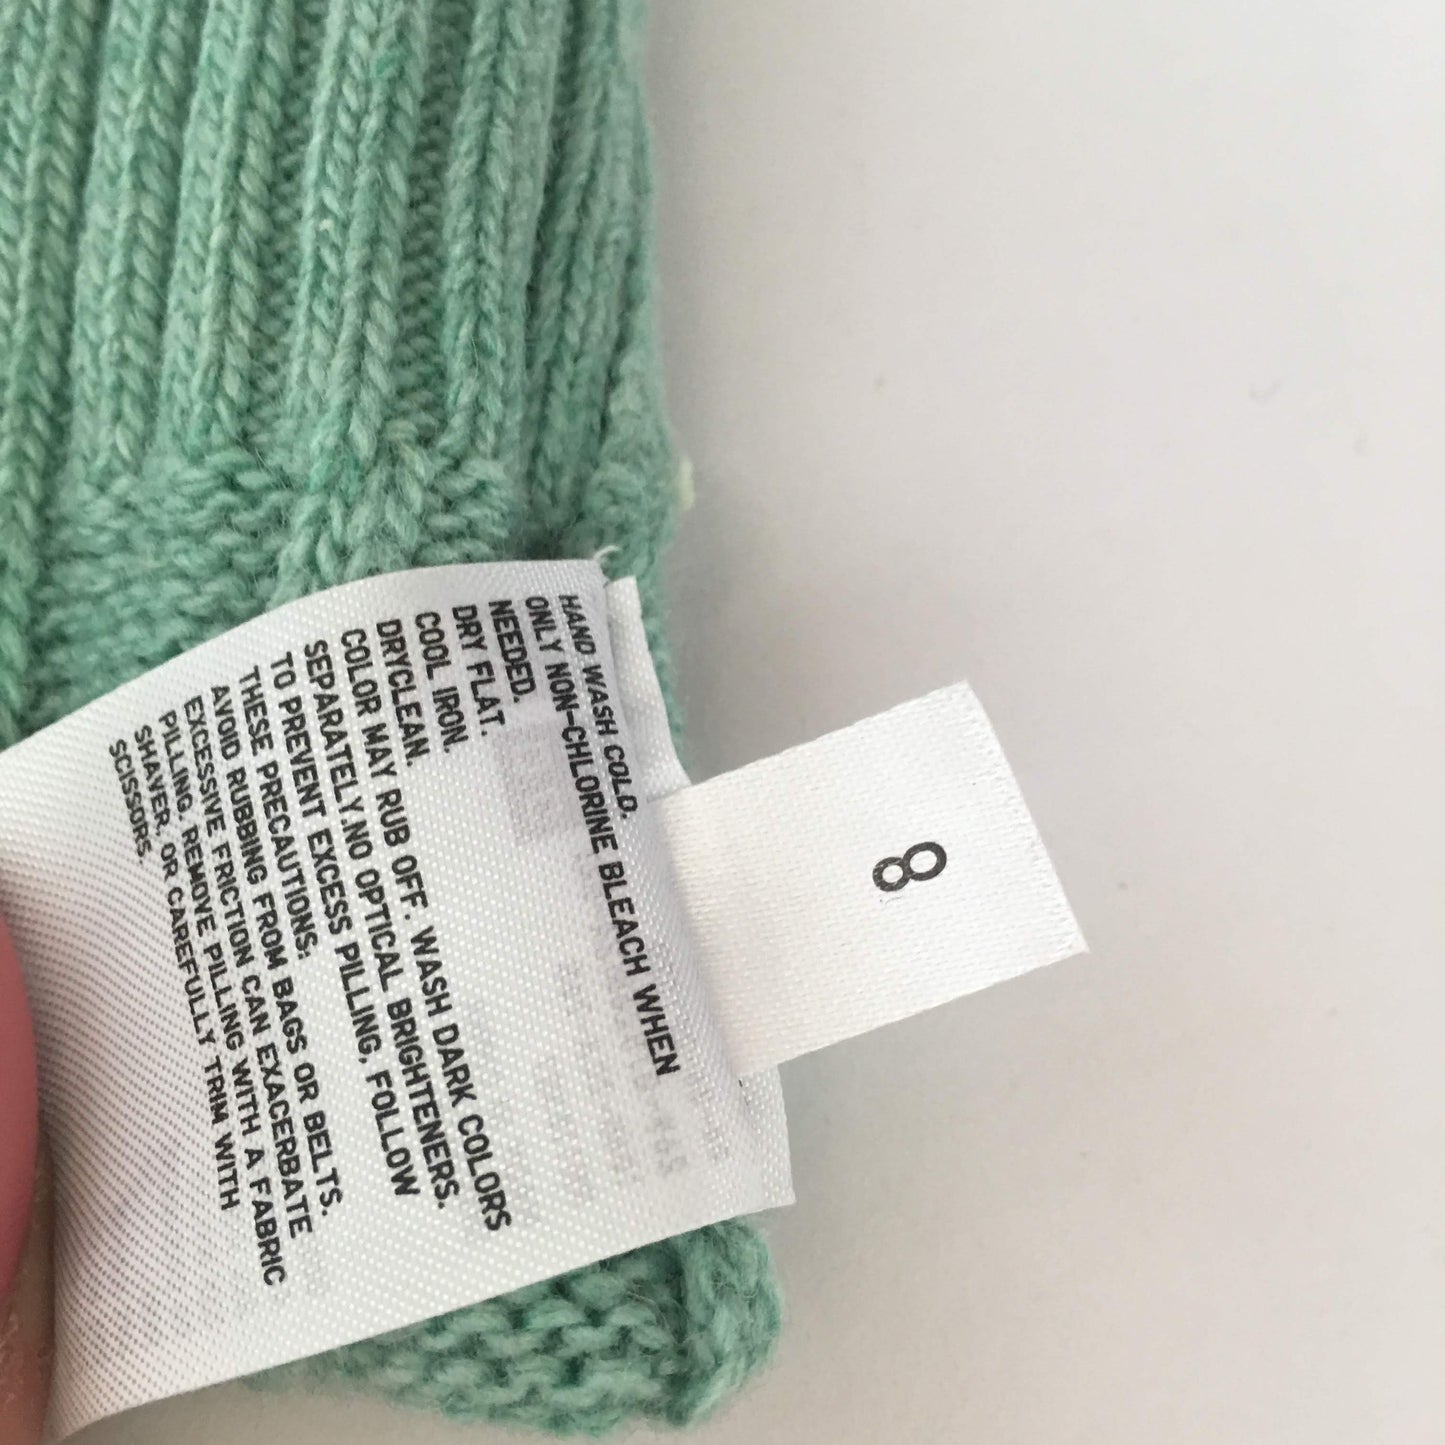 HAND WASH COLD.
ONLY NON-CHLORINE BLEACH WHEN
NEEDED.
DRY FLAT.
COOL IRON.
DRYCLEAN.
COLOR MAY RUB OFF. WASH DARK COLORS
SEPARATELY.NO OPTICAL BRIGHTENERS.
TO PREVENT EXCESS PILLING, FOLLOW
THESE PRECAUTIONS:
AVOID RUBBING FROM BAGS OR BELTS.
EXCESSIVE FRICTION CAN EXACERBATE
PILLING. REMOVE PILLING WITH A FABRIC
SHAVER, OR CAREFULLY TRIM WITH
SCISSORS.
8